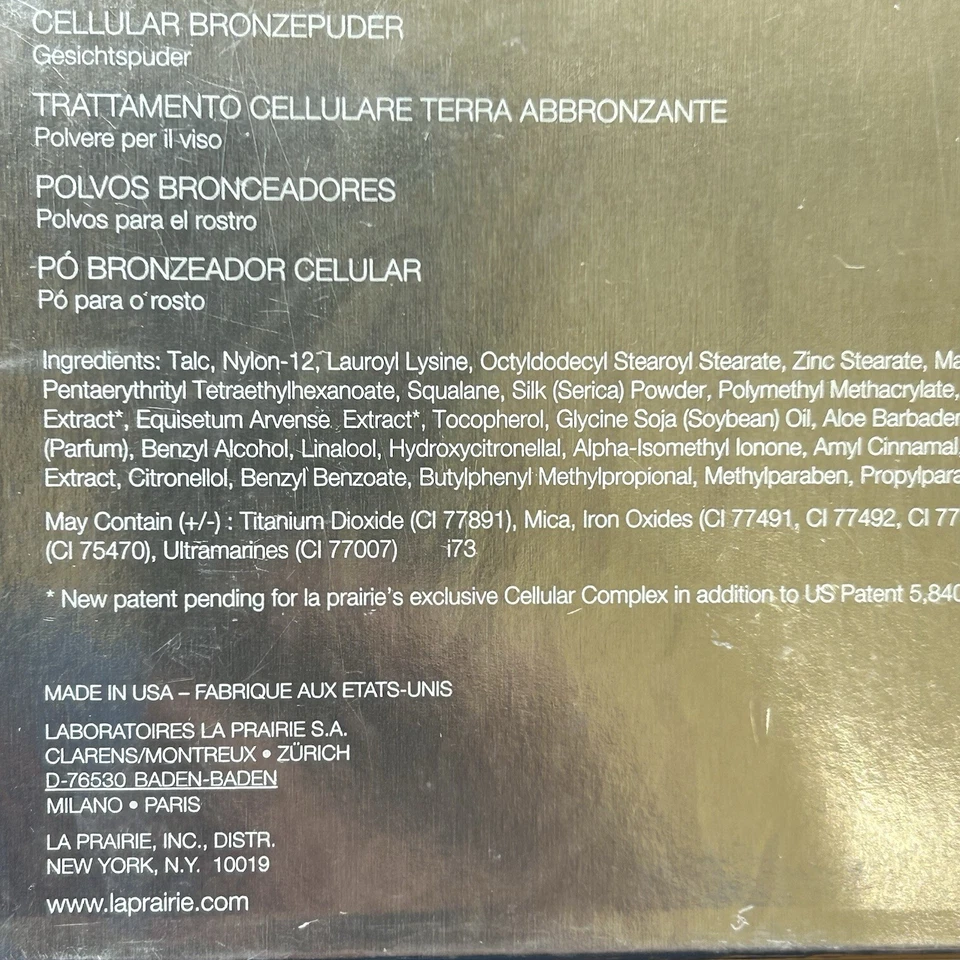 CELLULAR BRONZEPUDER
Gesichtspuder
TRATTAMENTO CELLULARE TERRA ABBRONZANTE
Polvere per il viso
POLVOS BRONCEADORES
Polvos para el rostro
PÓ BRONZEADOR CELULAR
Pó para o rosto
Ingredients: Talc, Nylon-12, Lauroyl Lysine, Octyldodecyl Stearoyl Stearate, Zinc Stearate,
Pentaerythrityl Tetraethylhexanoate, Squalane, Silk (Serica) Powder, Polymethyl Methacrylate,
Extract*, Equisetum Arvense Extract*, Tocopherol, Glycine Soja (Soybean) Oil, Aloe
(Parfum), Benzyl Alcohol, Linalool, Hydroxycitronellal, Alpha-Isomethyl Ionone, Amyl Cinnamal,
Extract, Citronellol, Benzyl Benzoate, Butylphenyl Methylpropional, Methylparaben,
May Contain (+/-) : Titanium Dioxide (CI 77891), Mica, Iron Oxides (CI 77491, CI 77492, CI
(CI 75470), Ultramarines (CI 77007) i73
* New patent pending for la prairie's exclusive Cellular Complex in addition to US Patent
MADE IN USA – FABRIQUE AUX ETATS-UNIS
LABORATOIRES LA PRAIRIE S.A.
CLARENS/MONTREUX • ZÜRICH
D-76530 BADEN-BADEN
MILANO • PARIS
LA PRAIRIE, INC., DISTR.
NEW YORK, N.Y. 10019
www.laprairie.com